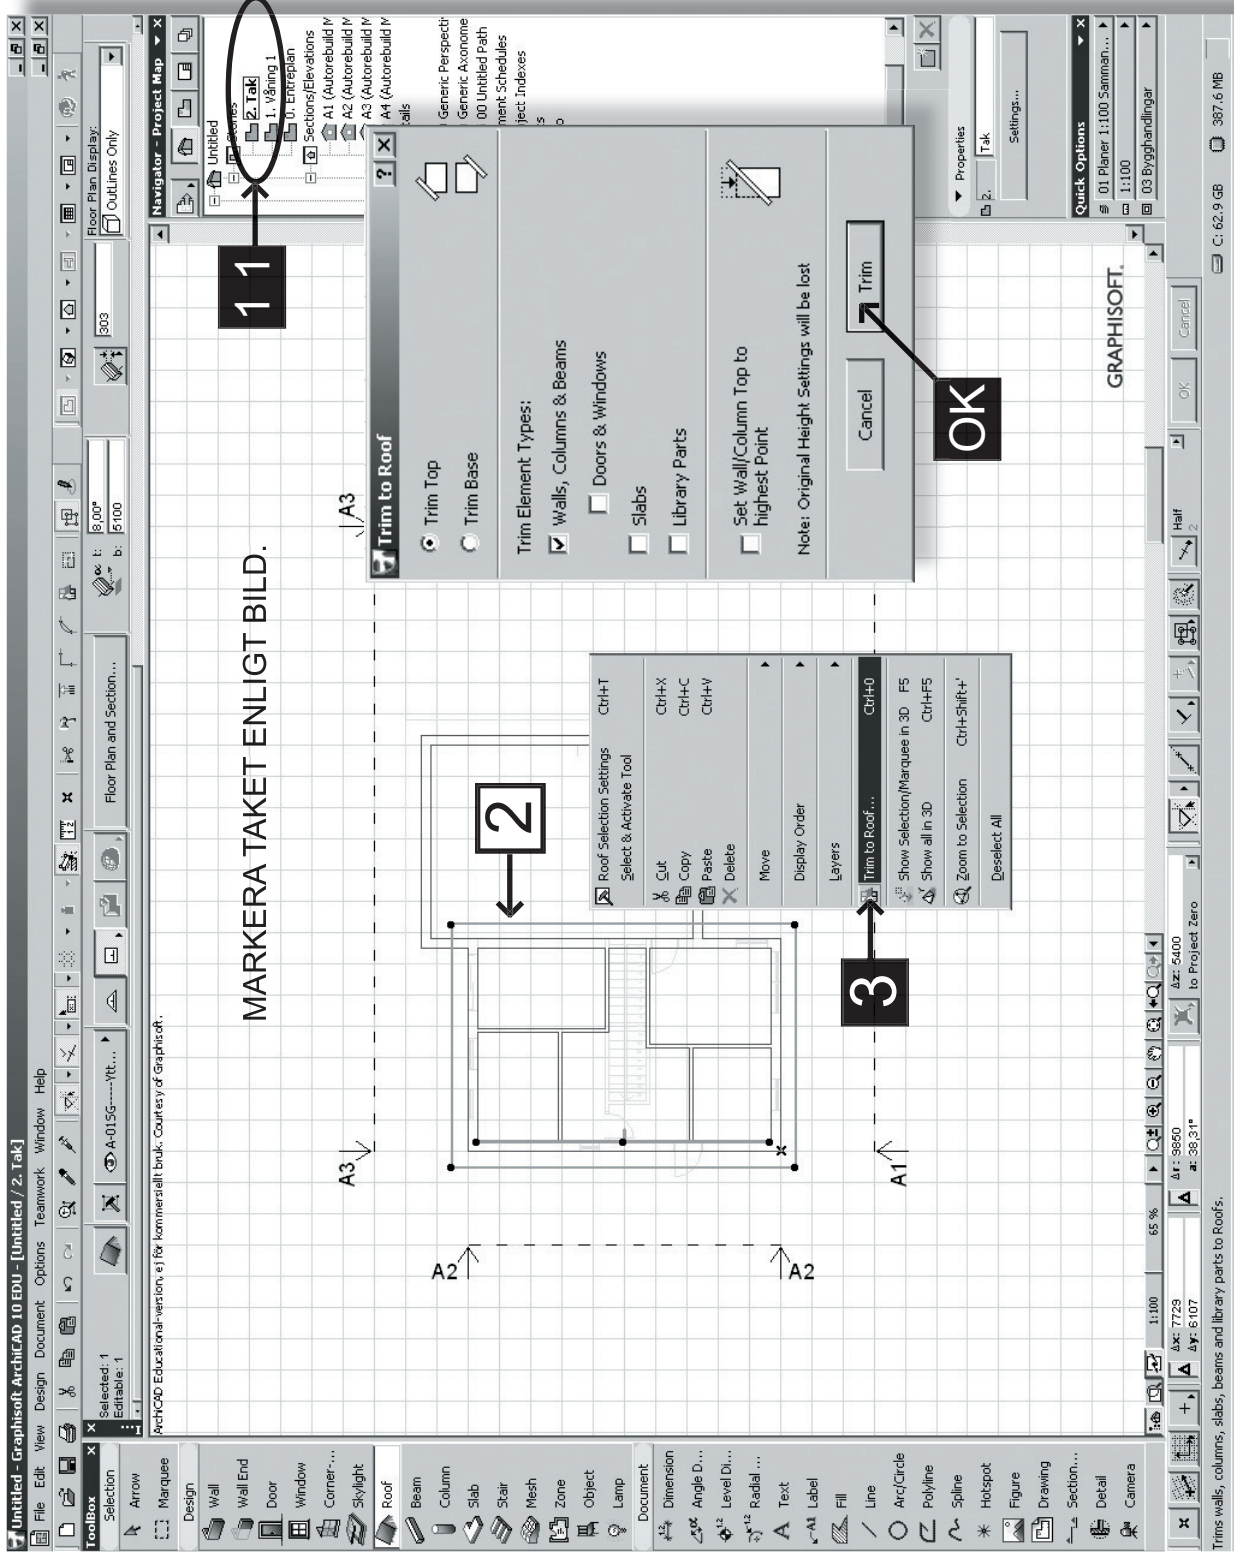 Untitled - Graphisoft ArchiCAD 10 EDU - [Untitled / 2. Tak]
File Edit View Design Document Options Teamwork Window Help
Selected: 1
Editable: 1
A-015G------Ytt...
Floor Plan and Section...
α: t: 8,00°
b: 5100
303
Floor Plan Display:
OutLines Only
ToolBox
Selection
Arrow
Marquee
Design
Wall
Wall End
Door
Window
Corner-...
Skylight
Roof
Beam
Column
Slab
Stair
Mesh
Zone
Object
Lamp
Document
Dimension
Angle D...
Level Di...
Radial ...
Text
Label
Fill
Line
Arc/Circle
Polyline
Spline
Hotspot
Figure
Drawing
Section...
Detail
Camera
ArchiCAD Educational-version, ej för kommersiellt bruk. Courtesy of Graphisoft.
MARKERA TAKET ENLIGT BILD.
A3
A3
A2
A2
A1
2
3
1 1
OK
Roof Selection Settings Ctrl+T
Select & Activate Tool
Cut Ctrl+X
Copy Ctrl+C
Paste Ctrl+V
Delete
Move
Display Order
Layers
Trim to Roof... Ctrl+0
Show Selection/Marquee in 3D F5
Show all in 3D Ctrl+F5
Zoom to Selection Ctrl+Shift+'
Deselect All
Trim to Roof
Trim Top
Trim Base
Trim Element Types:
Walls, Columns & Beams
Doors & Windows
Slabs
Library Parts
Set Wall/Column Top to
highest Point
Note: Original Height Settings will be lost
Cancel
Trim
GRAPHISOFT.
Navigator - Project Map
Untitled
Stories
2. Tak
1. Våning 1
0. Entreplan
Sections/Elevations
A1 (Autorebuild M
A2 (Autorebuild M
A3 (Autorebuild M
A4 (Autorebuild M
ails
Generic Perspecti
Generic Axonome
00 Untitled Path
ment Schedules
ject Indexes
Properties
2. Tak
Settings...
Quick Options
01 Planer 1:100 Samman...
1:100
03 Bygghandlingar
1:100
65 %
Δx: 7729
Δy: 6107
Δr: 9850
a: 38,31°
Δz: 5400
to Project Zero
Half
2
OK
Cancel
Trims walls, columns, slabs, beams and library parts to Roofs.
C: 62.9 GB
387.6 MB